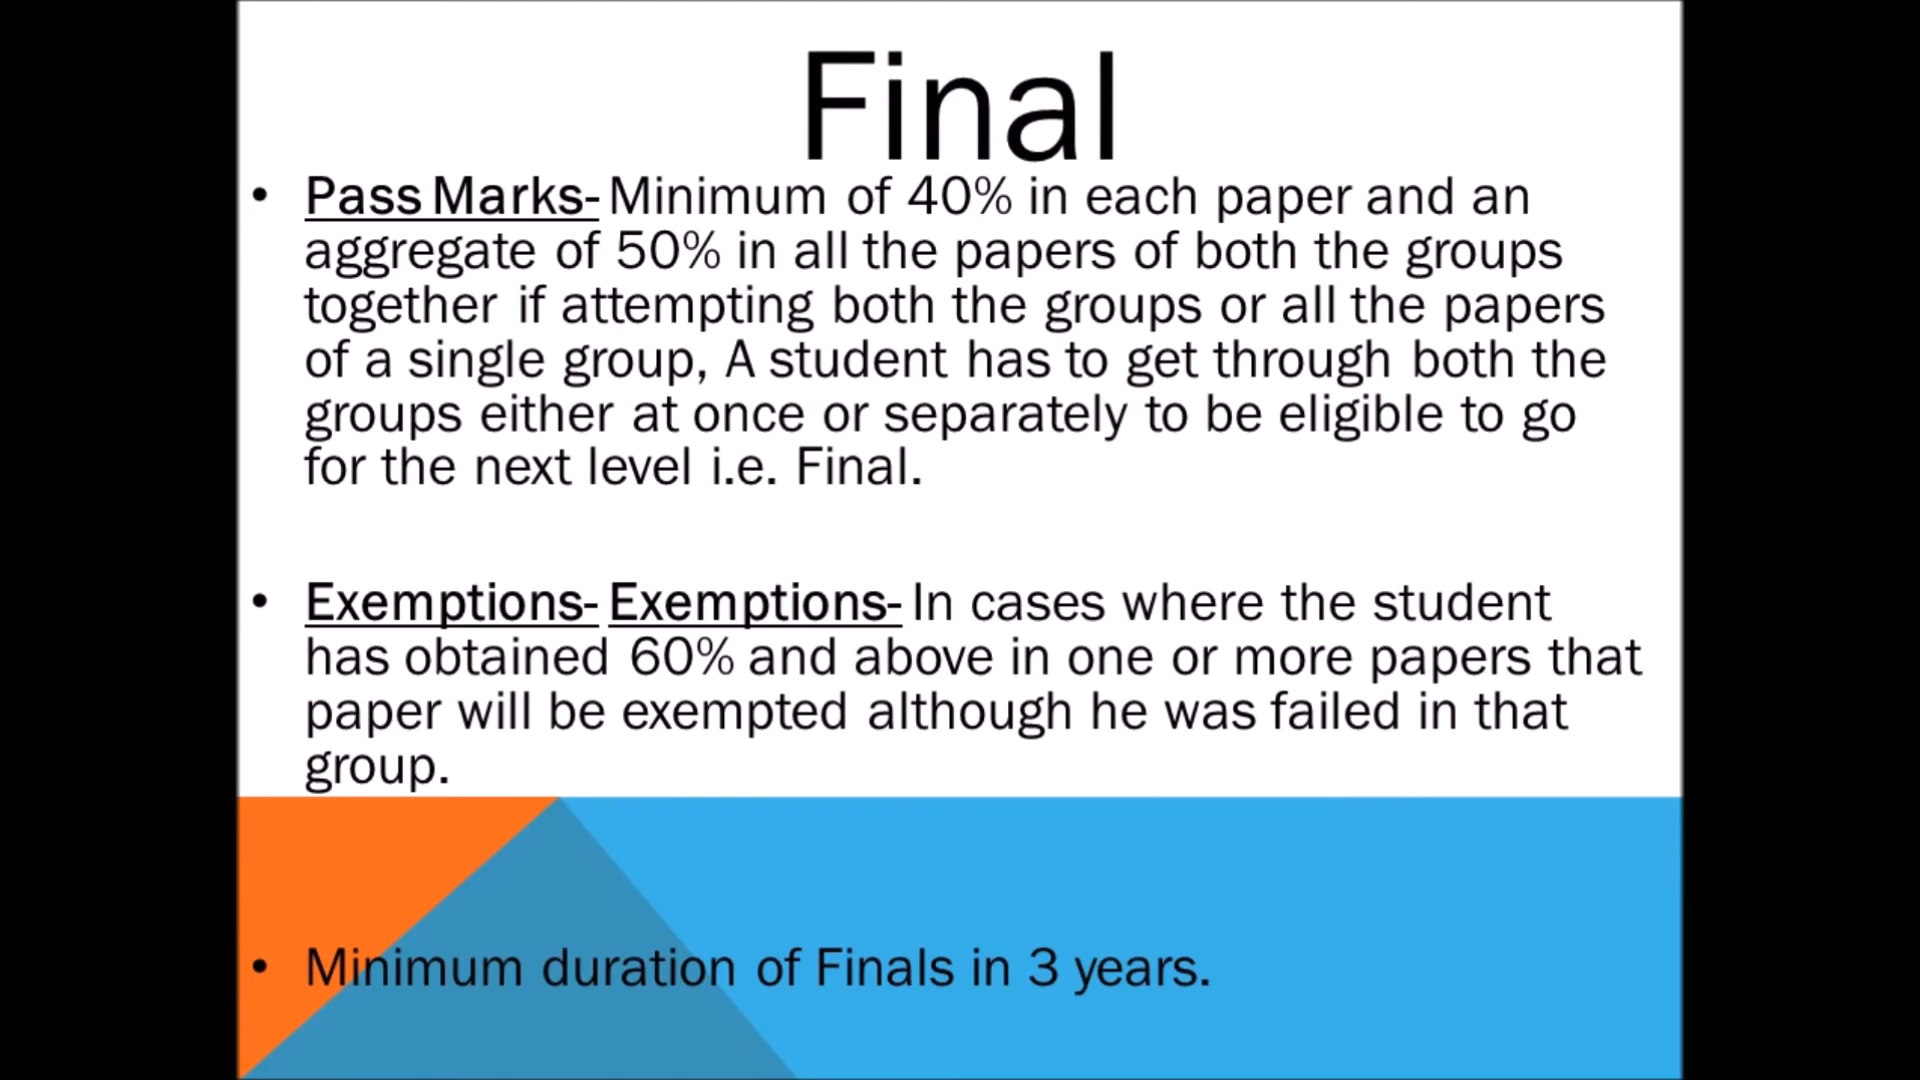 Final
• Pass Marks- Minimum of 40% in each paper and an
aggregate of 50% in all the papers of both the groups
together if attempting both the groups or all the papers
of a single group, A student has to get through both the
groups either at once or separately to be eligible to go
for the next level i.e. Final.
• Exemptions- Exemptions- In cases where the student
has obtained 60% and above in one or more papers that
paper will be exempted although he was failed in that
group.
• Minimum duration of Finals in 3 years.